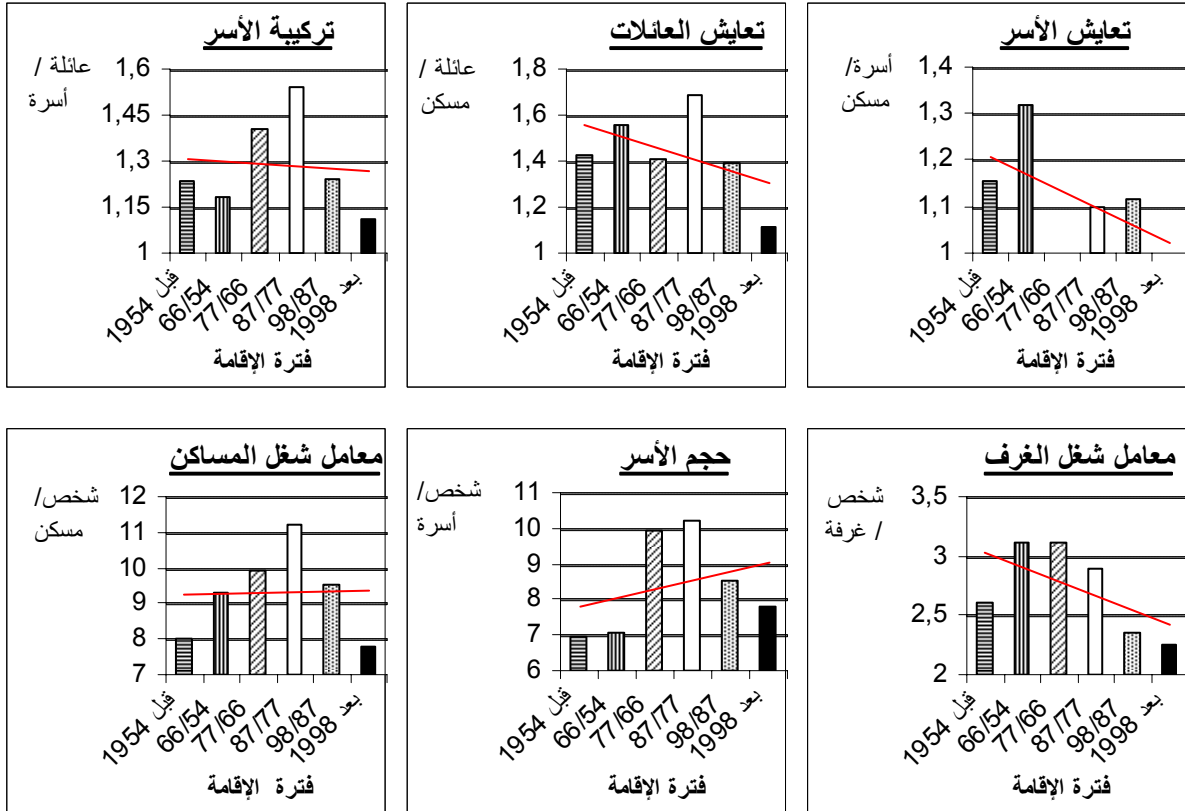 تعايش الأسر
أسرة/
مسكن
1,4
1,3
1,2
1,1
1
قبل 1954
66/54
77/66
87/77
98/87
بعد 1998
فترة الإقامة
تعايش العائلات
عائلة /
مسكن
1,8
1,6
1,4
1,2
1
قبل 1954
66/54
77/66
87/77
98/87
بعد 1998
فترة الإقامة
تركيبة الأسر
عائلة /
أسرة
1,6
1,45
1,3
1,15
1
قبل 1954
66/54
77/66
87/77
98/87
بعد 1998
فترة الإقامة
معامل شغل الغرف
شخص
/ غرفة
3,5
3
2,5
2
قبل 1954
66/54
77/66
87/77
98/87
بعد 1998
فترة الإقامة
حجم الأسر
شخص/
أسرة
11
10
9
8
7
6
قبل 1954
66/54
77/66
87/77
98/87
بعد 1998
فترة الإقامة
معامل شغل المساكن
شخص/
مسكن
12
11
10
9
8
7
قبل 1954
66/54
77/66
87/77
98/87
بعد 1998
فترة الإقامة